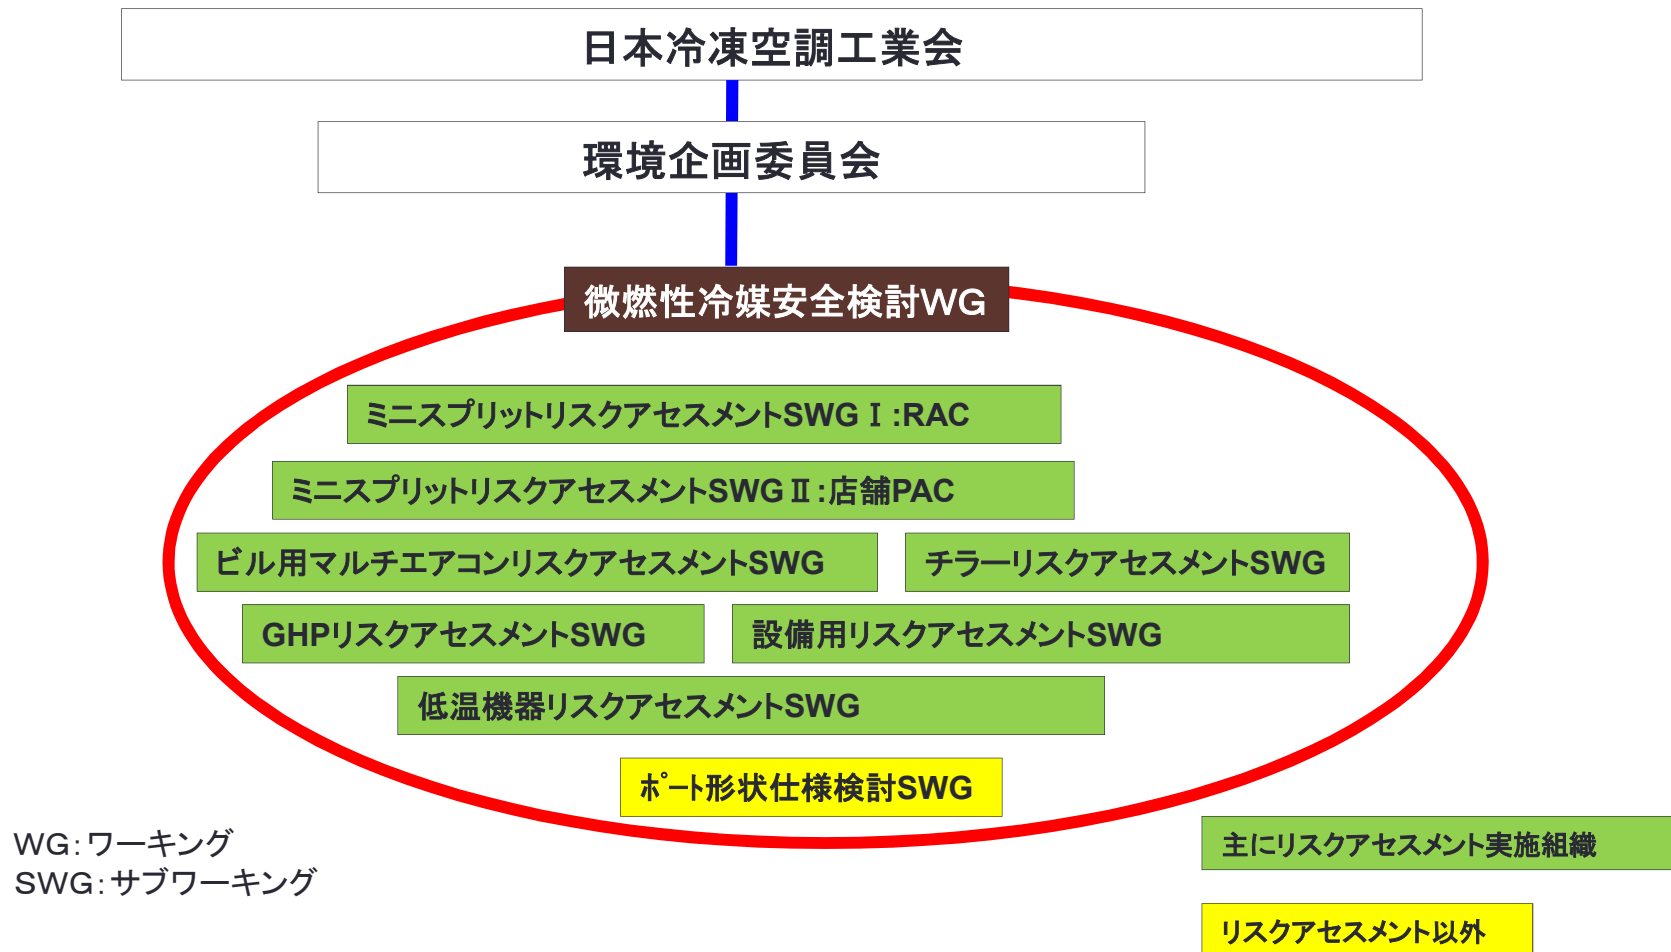 日本冷凍空調工業会
環境企画委員会
微燃性冷媒安全検討ＷＧ
ミニスプリットリスクアセスメントSWGⅠ:RAC
ミニスプリットリスクアセスメントSWGⅡ:店舗PAC
ビル用マルチエアコンリスクアセスメントSWG
チラーリスクアセスメントSWG
GHPリスクアセスメントSWG
設備用リスクアセスメントSWG
低温機器リスクアセスメントSWG
ﾎﾟｰﾄ形状仕様検討SWG
ＷＧ：ワーキング
ＳＷＧ：サブワーキング
主にリスクアセスメント実施組織
リスクアセスメント以外